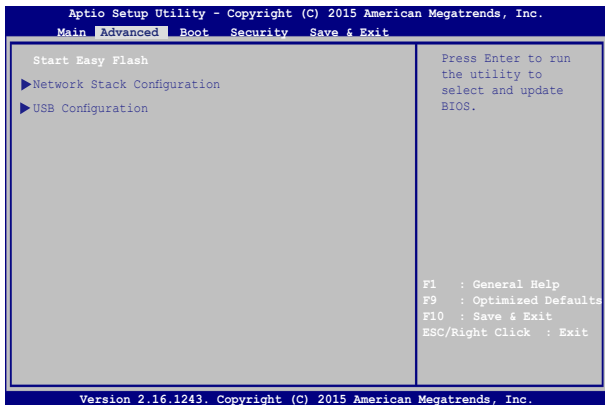 Aptio Setup Utility - Copyright (C) 2015 American Megatrends, Inc.
Main Advanced Boot Security Save & Exit
Start Easy Flash
Network Stack Configuration
USB Configuration
Press Enter to run
the utility to
select and update
BIOS.
F1 : General Help
F9 : Optimized Defaults
F10 : Save & Exit
ESC/Right Click : Exit
Version 2.16.1243. Copyright (C) 2015 American Megatrends, Inc.